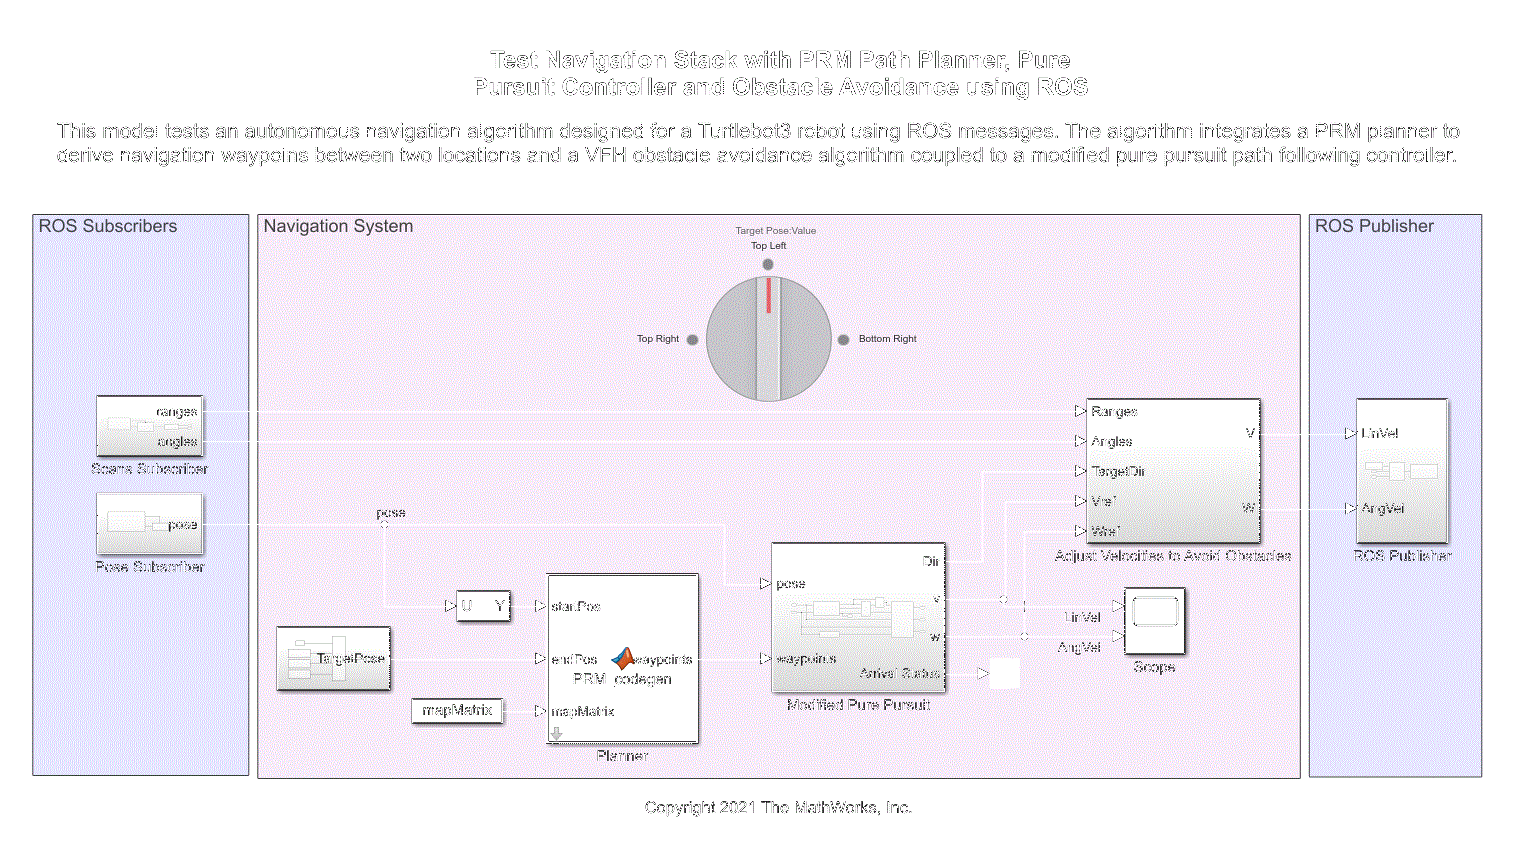 Test Navigation Stack with PRM Path Planner, Pure
Pursuit Controller and Obstacle Avoidance using ROS
This model tests an autonomous navigation algorithm designed for a Turtlebot3 robot using ROS messages. The algorithm integrates a PRM planner to
derive navigation waypoins between two locations and a VFH obstacle avoidance algorithm coupled to a modified pure pursuit path following controller.
ROS Subscribers
Navigation System
ROS Publisher
Target Pose:Value
Top Left
Top Right
Bottom Right
ranges
angles
Scans Subscriber
pose
Pose Subscriber
pose
U Y
TargetPose
mapMatrix
startPos
endPos
waypoints
PRM_codegen
mapMatrix
Planner
pose
waypoints
Dir
v
w
Arrival Status
Modified Pure Pursuit
Ranges
Angles
TargetDir
Vref
Wref
V
W
Adjust Velocities to Avoid Obstacles
LinVel
AngVel
Scope
LinVel
AngVel
ROS Publisher
Copyright 2021 The MathWorks, Inc.